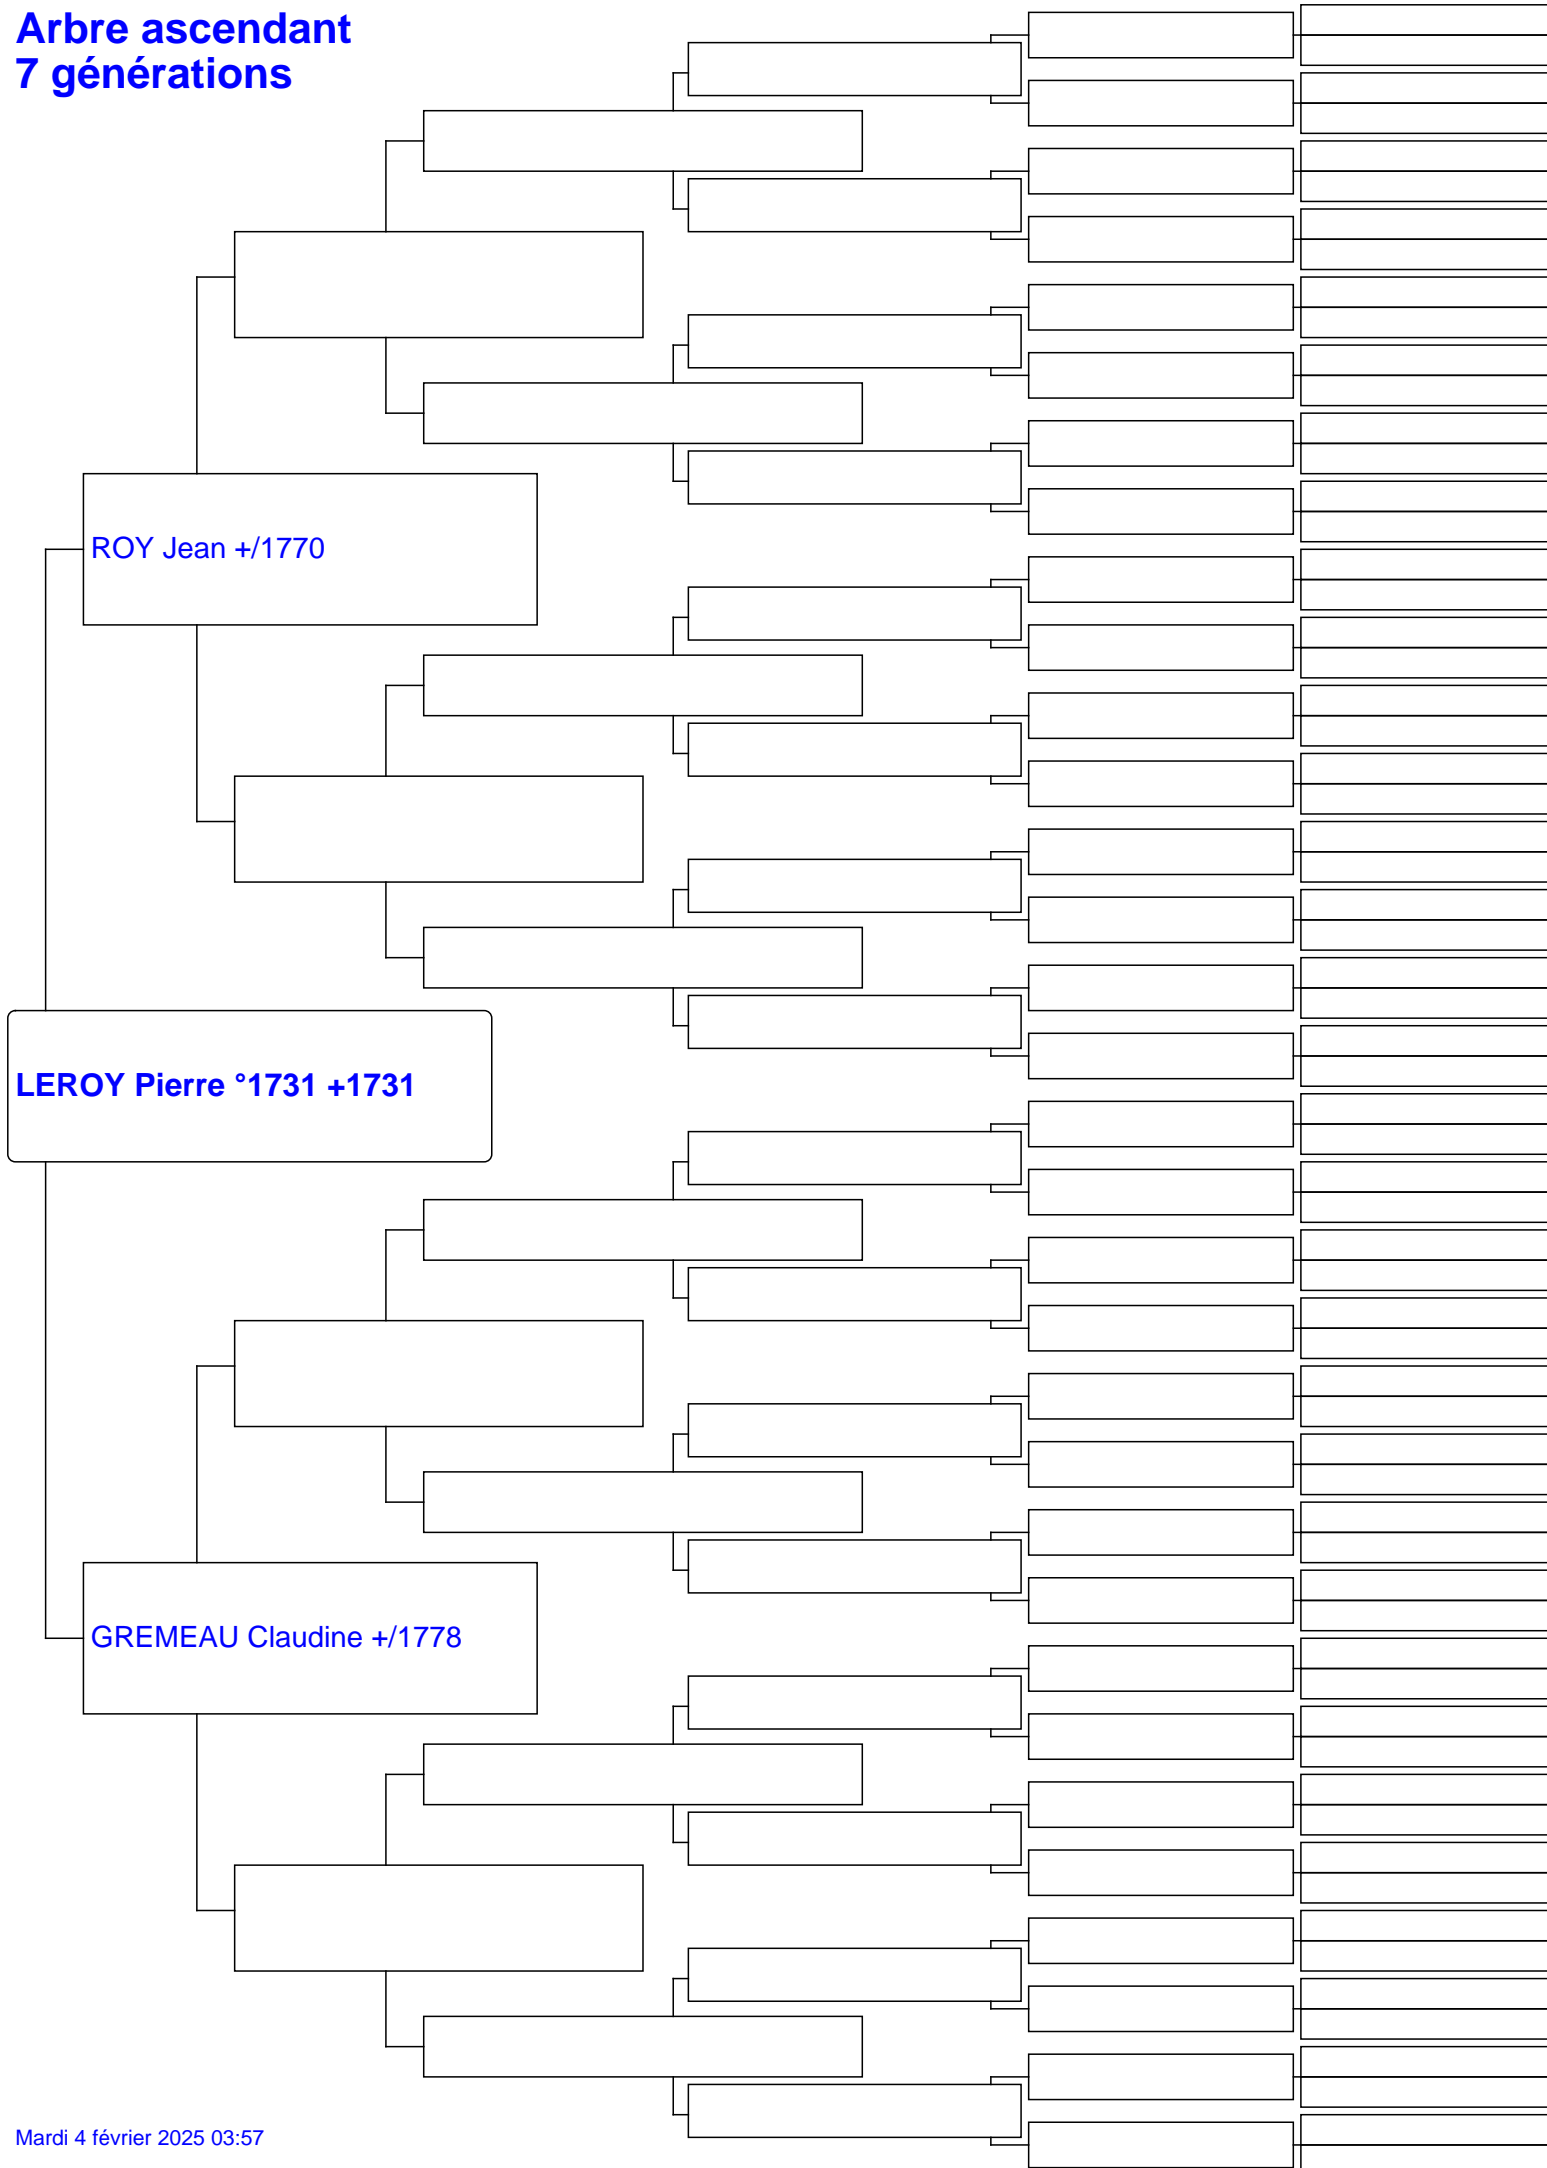 Arbre ascendant
7 générations
ROY Jean +/1770
LEROY Pierre °1731 +1731
GREMEAU Claudine +/1778
Mardi 4 février 2025 03:57